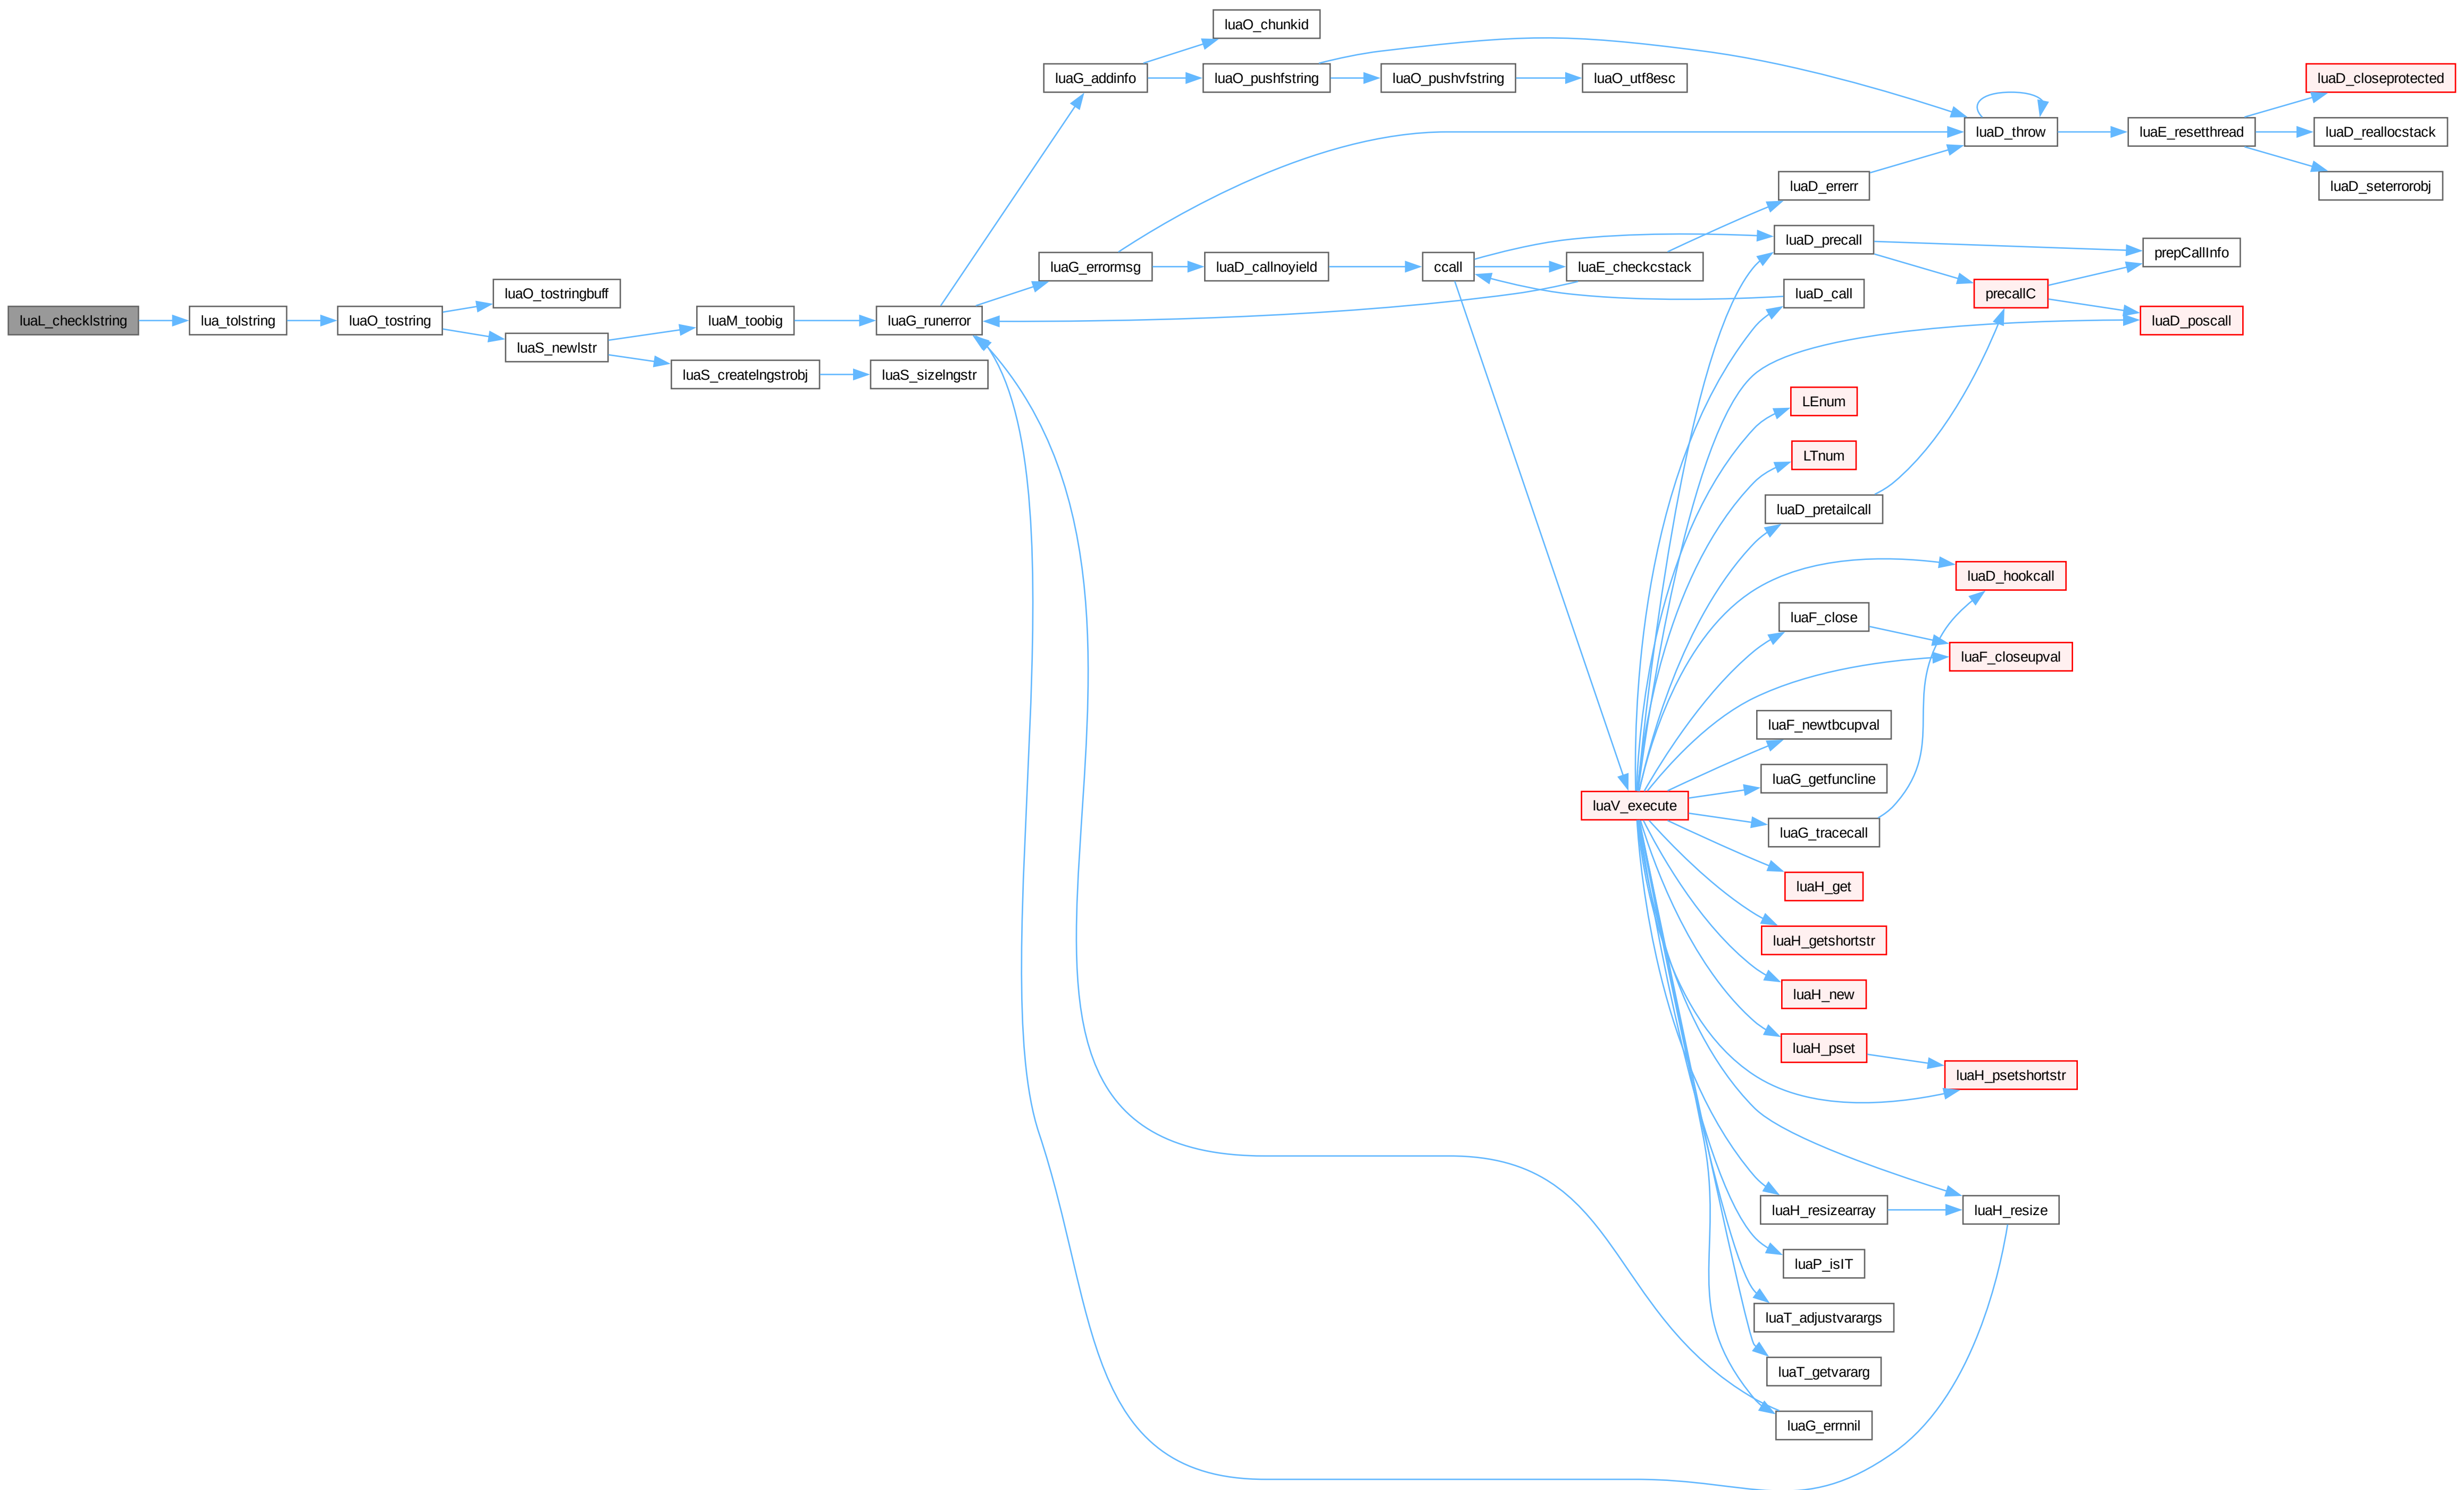 luaO_chunkid
luaG_addinfo
luaO_pushfstring
luaO_pushvfstring
luaO_utf8esc
luaD_closeprotected
luaD_throw
luaE_resetthread
luaD_reallocstack
luaD_errerr
luaD_seterrorobj
luaD_precall
prepCallInfo
luaG_errormsg
luaD_callnoyield
ccall
luaE_checkcstack
luaO_tostringbuff
luaD_call
precallC
luaL_checklstring
lua_tolstring
luaO_tostring
luaM_toobig
luaG_runerror
luaD_poscall
luaS_newlstr
luaS_createlngstrobj
luaS_sizelngstr
LEnum
LTnum
luaD_pretailcall
luaD_hookcall
luaF_close
luaF_closeupval
luaF_newtbcupval
luaG_getfuncline
luaV_execute
luaG_tracecall
luaH_get
luaH_getshortstr
luaH_new
luaH_pset
luaH_psetshortstr
luaH_resizearray
luaH_resize
luaP_isIT
luaT_adjustvarargs
luaT_getvararg
luaG_errnnil